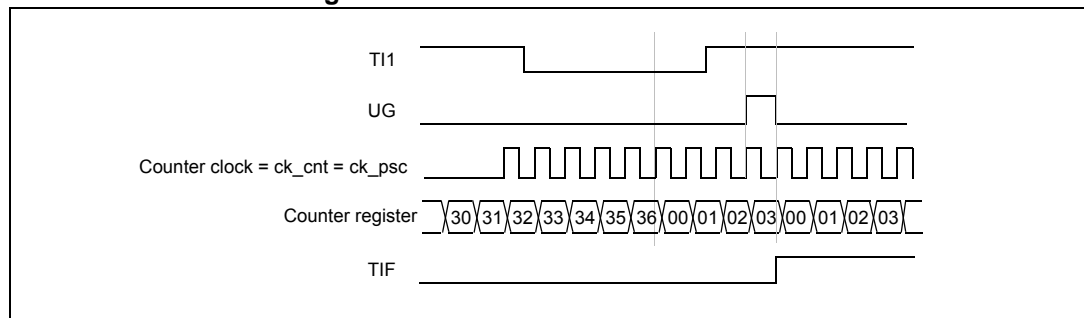 TI1
UG
Counter clock = ck_cnt = ck_psc
Counter register 30 31 32 33 34 35 36 00 01 02 03 00 01 02 03
TIF